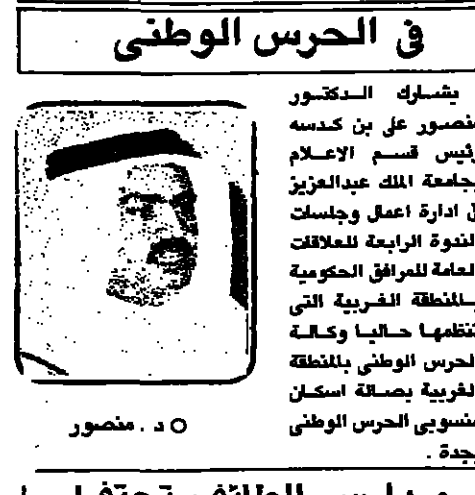 في الحرس الوطني
يشارك الدكتور
منصور علي بن كدسه
رئيس قسم الاعلام
بجامعة الملك عبدالعزيز
في ادارة اعمال وجلسات
الندوة الرابعة للعلاقات
العامة للمرافق الحكومية
بالمنطقة الغربية التي
تنظمها حاليا وكالة
الحرس الوطني بالمنطقة
الغربية بصالة اسكان
منسوبي الحرس الوطني
بجدة .
O د . منصور